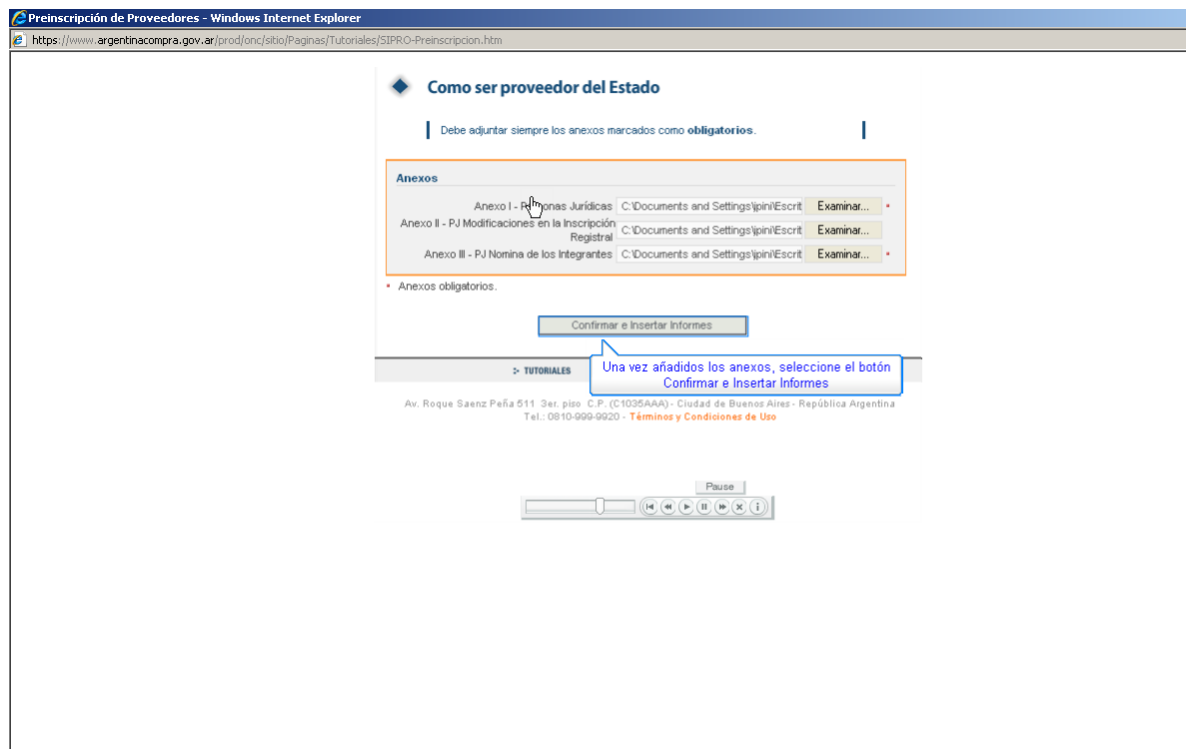 Preinscripción de Proveedores - Windows Internet Explorer
https://www.argentinacompra.gov.ar/prod/onc/sitio/Paginas/Tutoriales/SIPRO-Preinscripcion.htm
Como ser proveedor del Estado
Debe adjuntar siempre los anexos marcados como obligatorios.
Anexos
Anexo I - Jurídicas C:\Documents and Settings\jpini\Escrit Examinar... *
Anexo II - PJ Modificaciones en la Inscripción
Registral C:\Documents and Settings\jpini\Escrit Examinar...
Anexo III - PJ Nomina de los Integrantes C:\Documents and Settings\jpini\Escrit Examinar... *
* Anexos obligatorios.
Confirmar e Insertar Informes
Una vez añadidos los anexos, seleccione el botón
Confirmar e Insertar Informes
:- TUTORIALES
Av. Roque Saenz Peña 511 3er. piso C.P. (C1035AAA) - Ciudad de Buenos Aires - República Argentina
Tel.: 0810-999-9920 - Términos y Condiciones de Uso
Pause